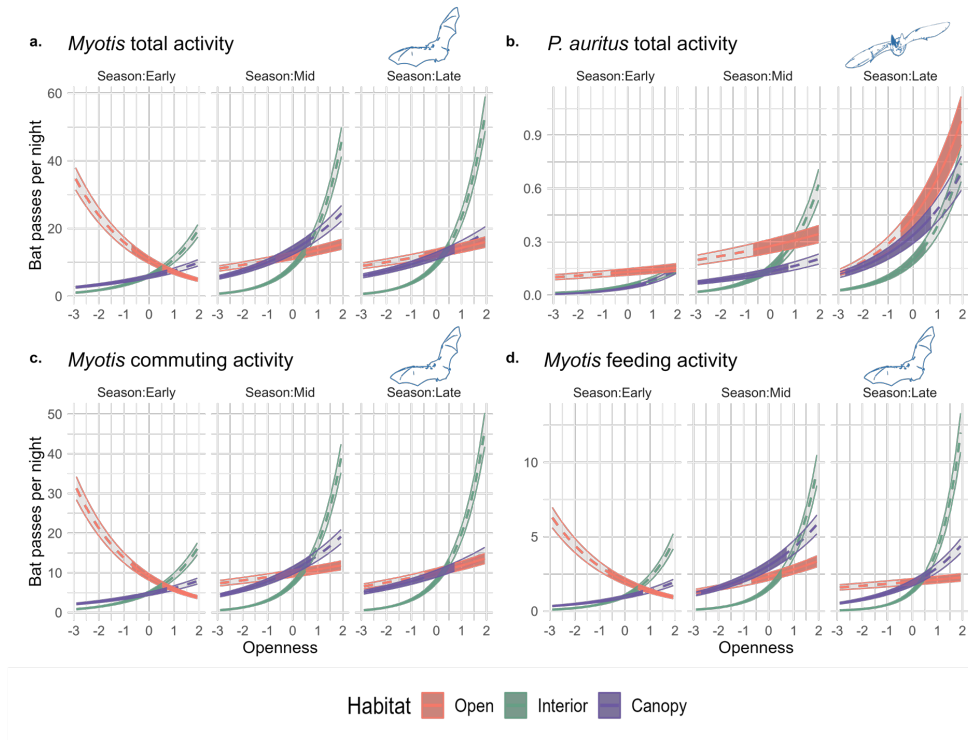 a. Myotis total activity
Season:Early Season:Mid Season:Late
Bat passes per night
60
40
20
0
-3 -2 -1 0 1 2 -3 -2 -1 0 1 2 -3 -2 -1 0 1 2
b. P. auritus total activity
Season:Early Season:Mid Season:Late
0.9
0.6
0.3
0.0
-3 -2 -1 0 1 2 -3 -2 -1 0 1 2 -3 -2 -1 0 1 2
c. Myotis commuting activity
Season:Early Season:Mid Season:Late
Bat passes per night
50
40
30
20
10
0
-3 -2 -1 0 1 2 -3 -2 -1 0 1 2 -3 -2 -1 0 1 2
Openness
d. Myotis feeding activity
Season:Early Season:Mid Season:Late
10
5
0
-3 -2 -1 0 1 2 -3 -2 -1 0 1 2 -3 -2 -1 0 1 2
Openness
Habitat Open Interior Canopy